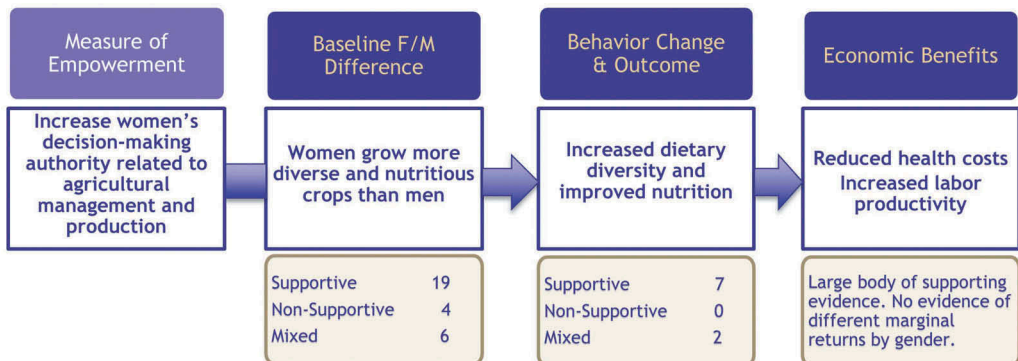 Measure of
Empowerment
Baseline F/M
Difference
Behavior Change
& Outcome
Economic Benefits
Increase women’s
decision-making
authority related to
agricultural
management and
production
Women grow more
diverse and nutritious
crops than men
Increased dietary
diversity and
improved nutrition
Reduced health costs
Increased labor
productivity
Supportive 19
Non-Supportive 4
Mixed 6
Supportive 7
Non-Supportive 0
Mixed 2
Large body of supporting
evidence. No evidence of
different marginal
returns by gender.